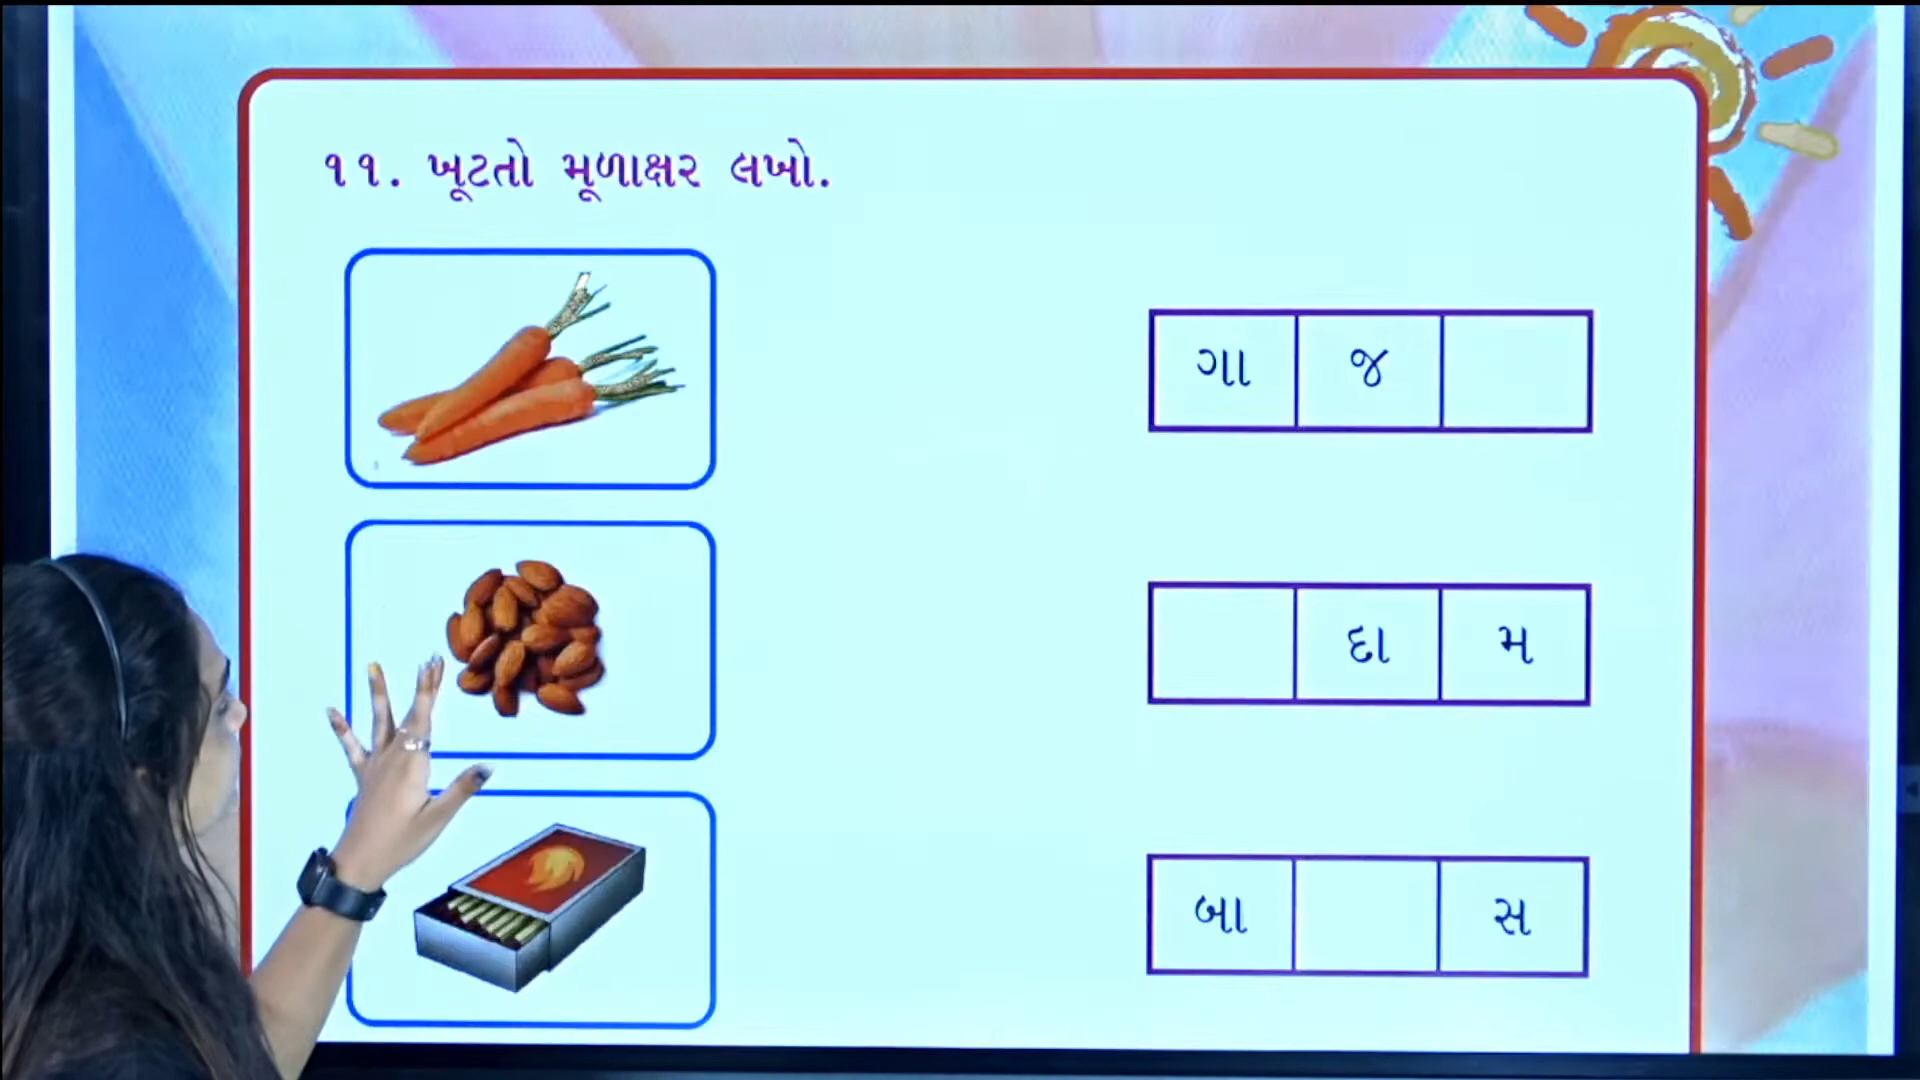 ૧૧. ખૂટતો મૂળાક્ષર લખો.
ગા જ
દા મ
બા સ